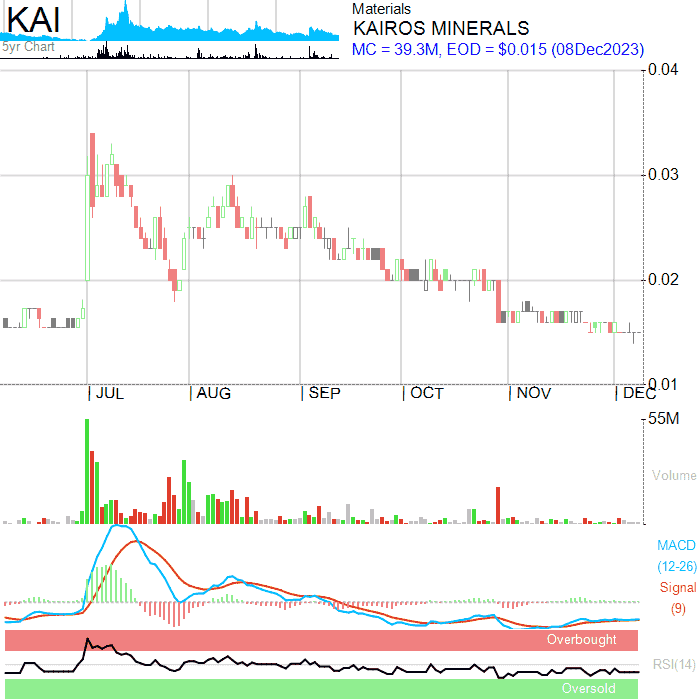 KAI
5yr Chart
Materials
KAIROS MINERALS
MC = 39.3M, EOD = $0.015 (08Dec2023)
0.04
0.03
0.02
0.01
JUL
AUG
SEP
OCT
NOV
DEC
55M
Volume
MACD
(12-26)
Signal
(9)
Overbought
RSI(14)
Oversold